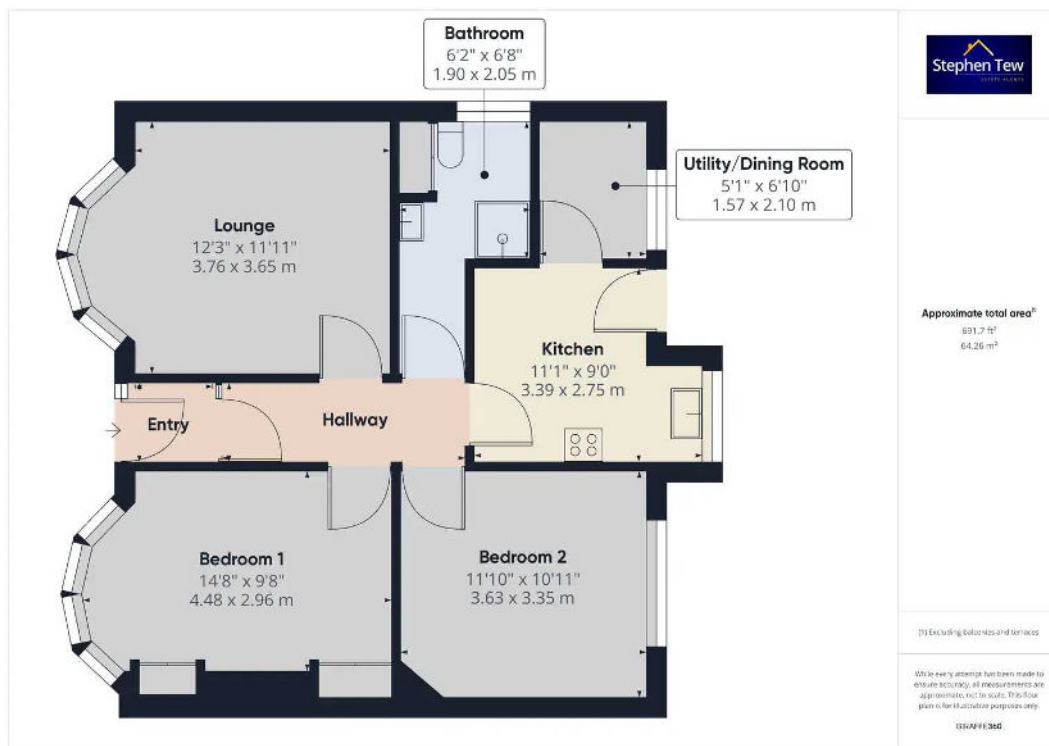 Bathroom
6'2" x 6'8"
1.90 x 2.05 m
Stephen Tew
ESTATE AGENTS
Utility/Dining Room
5'1" x 6'10"
1.57 x 2.10 m
Lounge
12'3" x 11'11"
3.76 x 3.65 m
Approximate total area
691.7 ft²
64.26 m²
Kitchen
11'1" x 9'0"
3.39 x 2.75 m
Entry
Hallway
Bedroom 1
14'8" x 9'8"
4.48 x 2.96 m
Bedroom 2
11'10" x 10'11"
3.63 x 3.35 m
(1) Excluding balconies and terraces
While every attempt has been made to
ensure accuracy, all measurements are
approximate, not to scale. This floor
plan is for illustrative purposes only.
GIRAFFE360